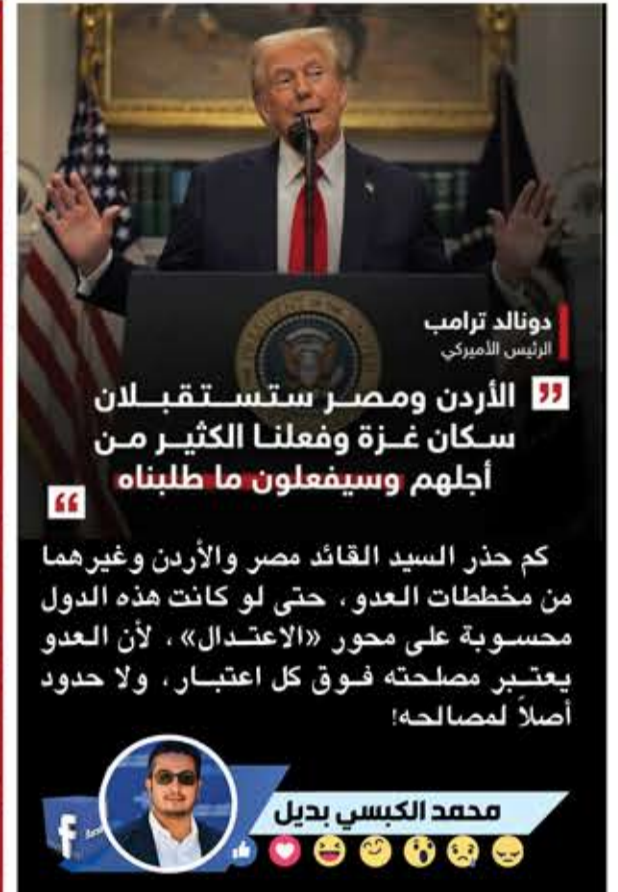 دونالد ترامب
الرئيس الأميركي
الأردن ومصر ستستقبلان
سكان غزة وفعلنا الكثير من
أجلهم وسيفعلون ما طلبناه
كم حذر السيد القائد مصر والأردن وغيرهما
من مخططات العدو، حتى لو كانت هذه الدول
محسوبة على محور «الاعتدال»، لأن العدو
يعتبر مصلحته فوق كل اعتبار، ولا حدود
أصلاً لمصالحه!
محمد الكبسي بديل